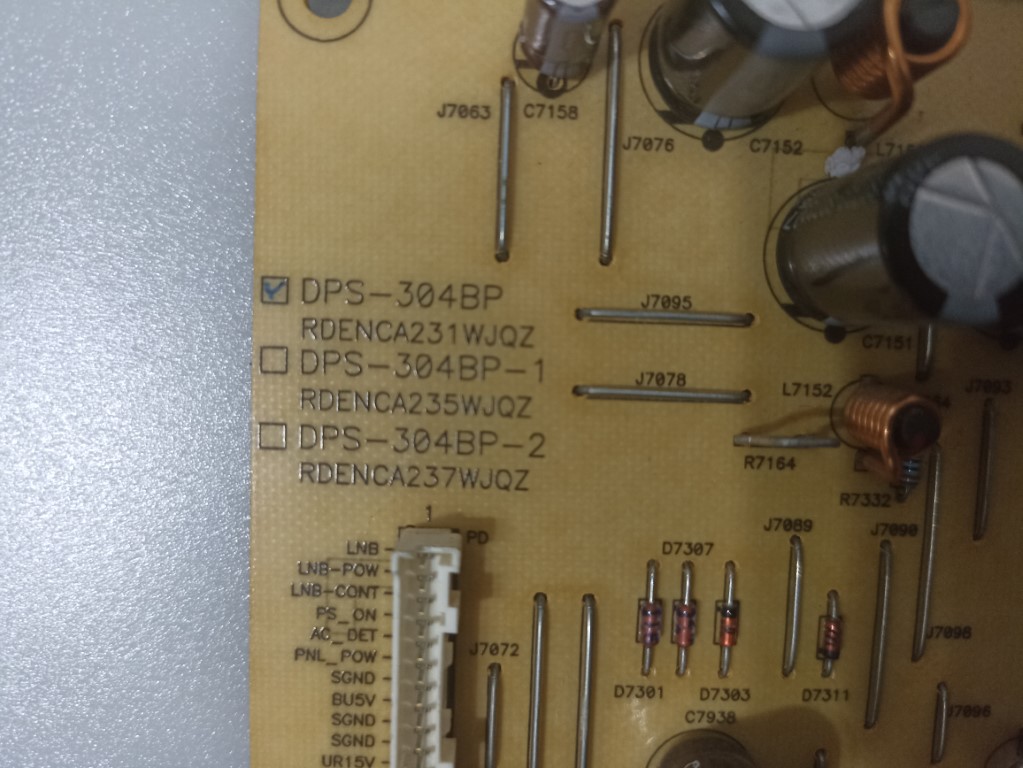 J7063
C7158
J7076
C7152
DPS-304BP
RDENCA231WJQZ
DPS-304BP-1
RDENCA235WJQZ
DPS-304BP-2
RDENCA237WJQZ
J7095
C7151
J7078
L7152
J7093
R7164
R7332
1
PD
LNB
LNB-POW
LNB-CONT
PS_ON
AC_DET
PNL_POW
SGND
BU5V
SGND
SGND
UR15V
J7072
D7307
J7089
J7090
D7301
D7303
D7311
J7098
C7938
J7096